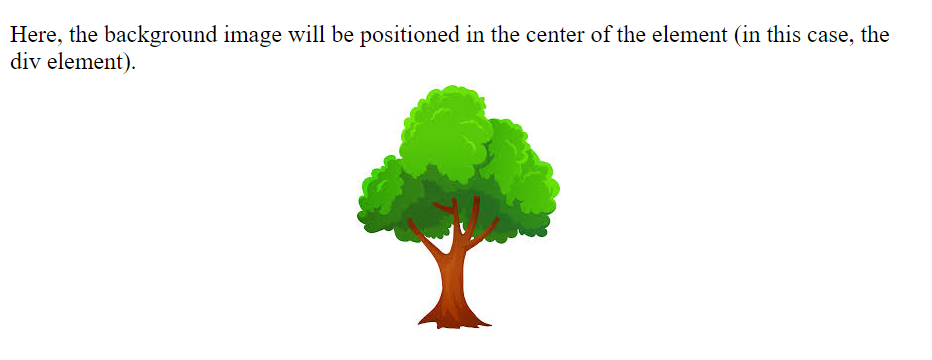 Here, the background image will be positioned in the center of the element (in this case, the
div element).